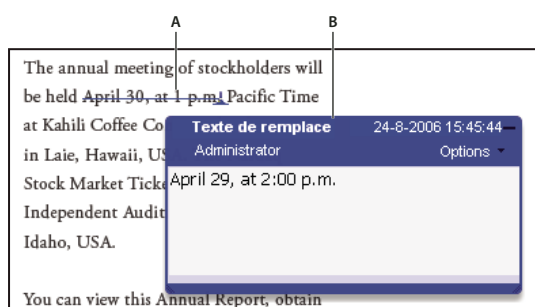 A
B
The annual meeting of stockholders will
be held April 30, at 1 p.m. Pacific Time
at Kahili Coffee Co
in Laie, Hawaii, US
Stock Market Ticke
Independent Audit
Idaho, USA.
You can view this Annual Report, obtain
Texte de remplace
24-8-2006 15:45:44
Administrator
Options
April 29, at 2:00 p.m.